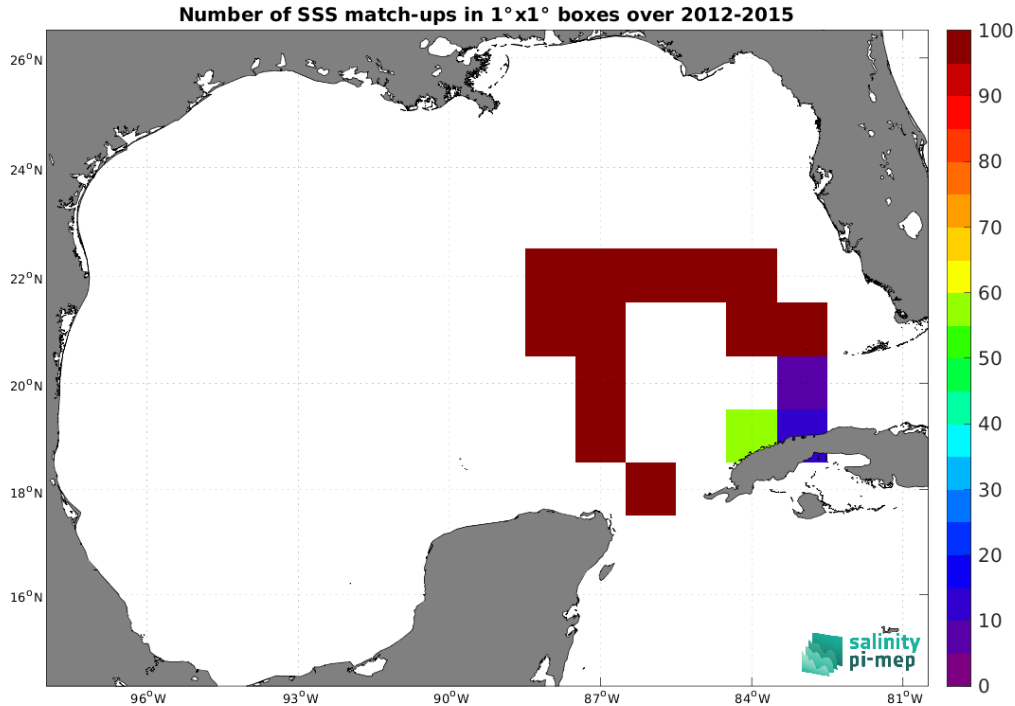 Number of SSS match-ups in 1°x1° boxes over 2012-2015
26°N
24°N
22°N
20°N
18°N
16°N
96°W
93°W
90°W
87°W
84°W
81°W
100
90
80
70
60
50
40
30
20
10
0
salinity
pi-mep